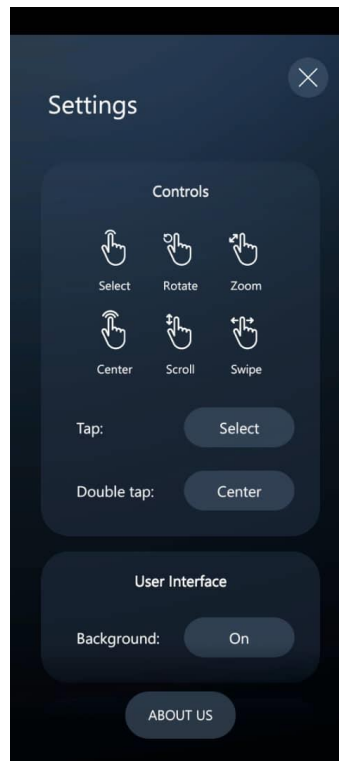 Settings
Controls
Select Rotate Zoom
Center Scroll Swipe
Tap: Select
Double tap: Center
User Interface
Background: On
ABOUT US